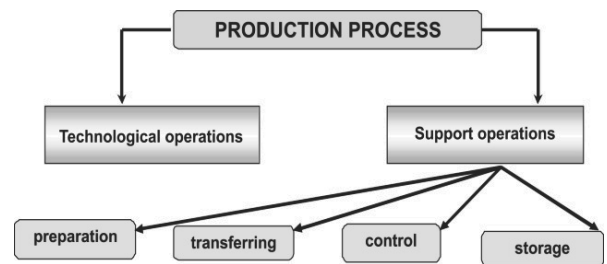 PRODUCTION PROCESS
Technological operations
Support operations
preparation
transferring
control
storage